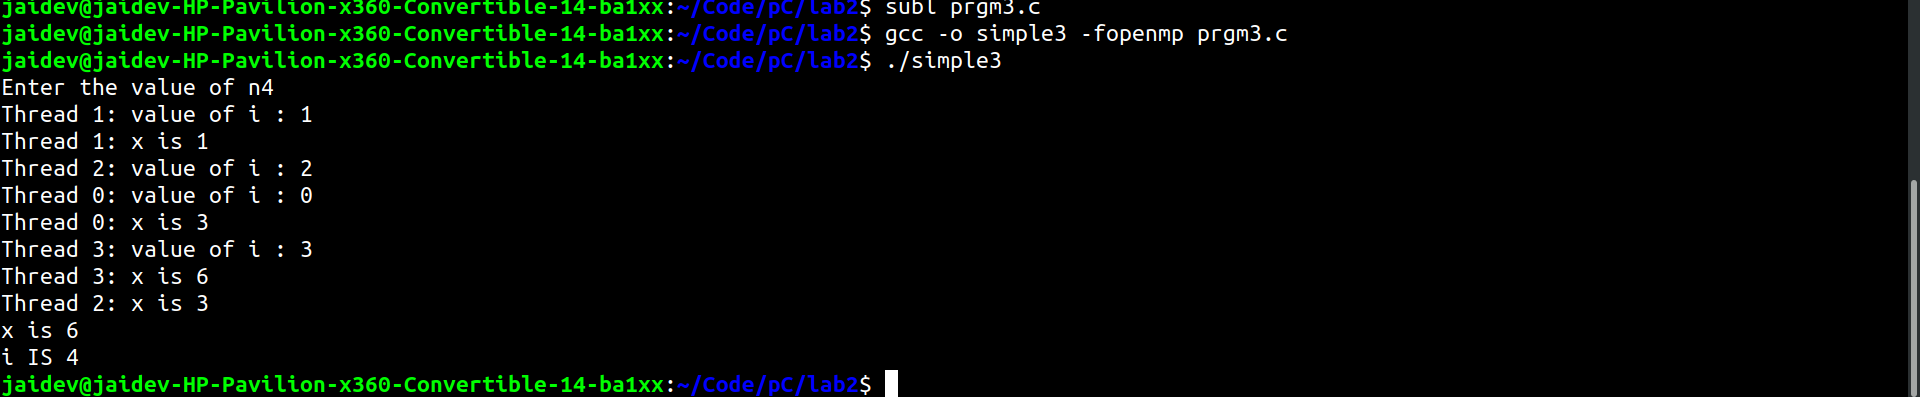 jaidev@jaidev-HP-Pavilion-x360-Convertible-14-ba1xx:~/Code/pC/lab2$ subl prgm3.c
jaidev@jaidev-HP-Pavilion-x360-Convertible-14-ba1xx:~/Code/pC/lab2$ gcc -o simple3 -fopenmp prgm3.c
jaidev@jaidev-HP-Pavilion-x360-Convertible-14-ba1xx:~/Code/pC/lab2$ ./simple3
Enter the value of n4
Thread 1: value of i : 1
Thread 1: x is 1
Thread 2: value of i : 2
Thread 0: value of i : 0
Thread 0: x is 3
Thread 3: value of i : 3
Thread 3: x is 6
Thread 2: x is 3
x is 6
i IS 4
jaidev@jaidev-HP-Pavilion-x360-Convertible-14-ba1xx:~/Code/pC/lab2$